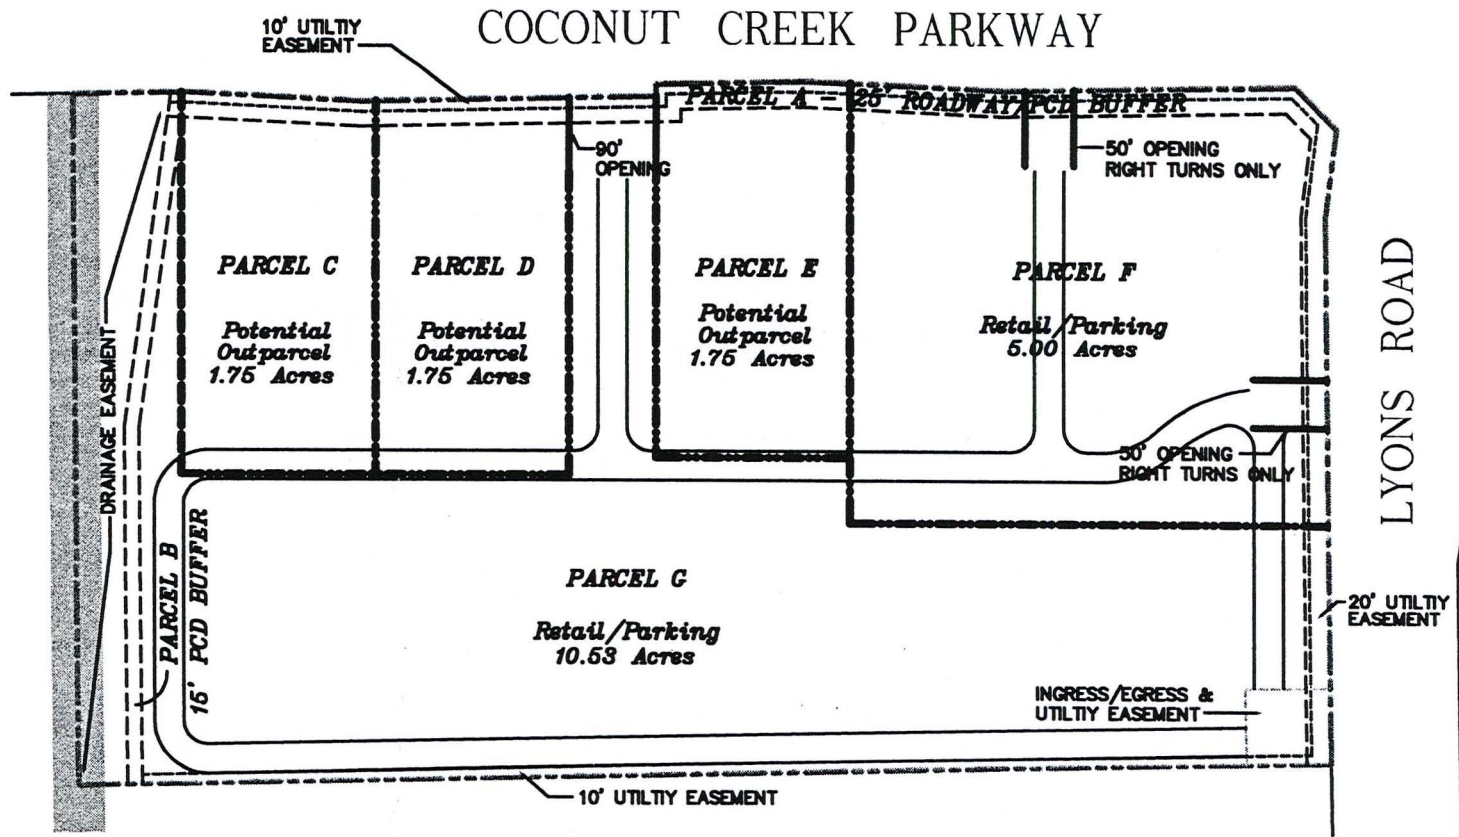 COCONUT CREEK PARKWAY
10' UTILTIY
EASEMENT
PARCEL A - 25' ROADWAY/PCD BUFFER
90'
OPENING
50' OPENING
RIGHT TURNS ONLY
PARCEL C
Potential
Outparcel
1.75 Acres
PARCEL D
Potential
Outparcel
1.75 Acres
PARCEL E
Potential
Outparcel
1.75 Acres
PARCEL F
Retail/Parking
5.00 Acres
LYONS ROAD
DRAINAGE EASEMENT
50' OPENING
RIGHT TURNS ONLY
PARCEL B
15' PCD BUFFER
PARCEL G
Retail/Parking
10.53 Acres
20' UTILTIY
EASEMENT
INGRESS/EGRESS &
UTILTIY EASEMENT
10' UTILTIY EASEMENT